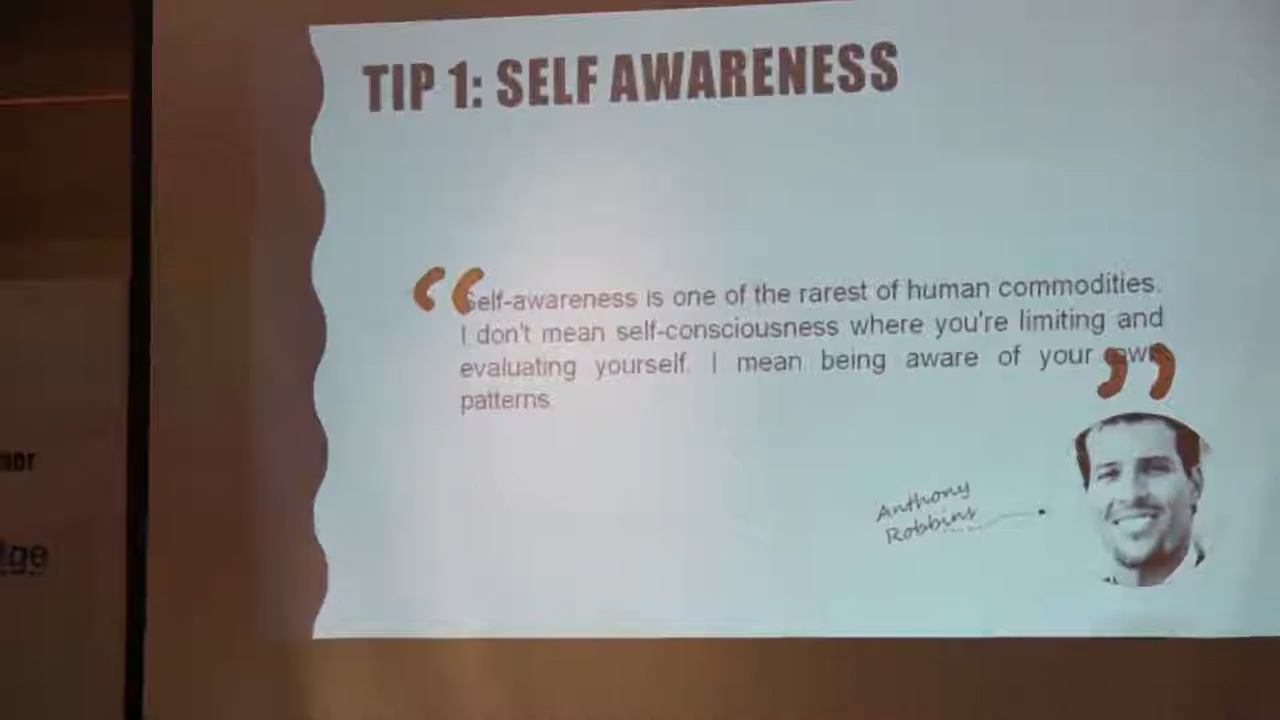 TIP 1: SELF AWARENESS
Self-awareness is one of the rarest of human commodities.
I don't mean self-consciousness where you're limiting and
evaluating yourself. I mean being aware of your own
patterns.
Anthony
Robbins